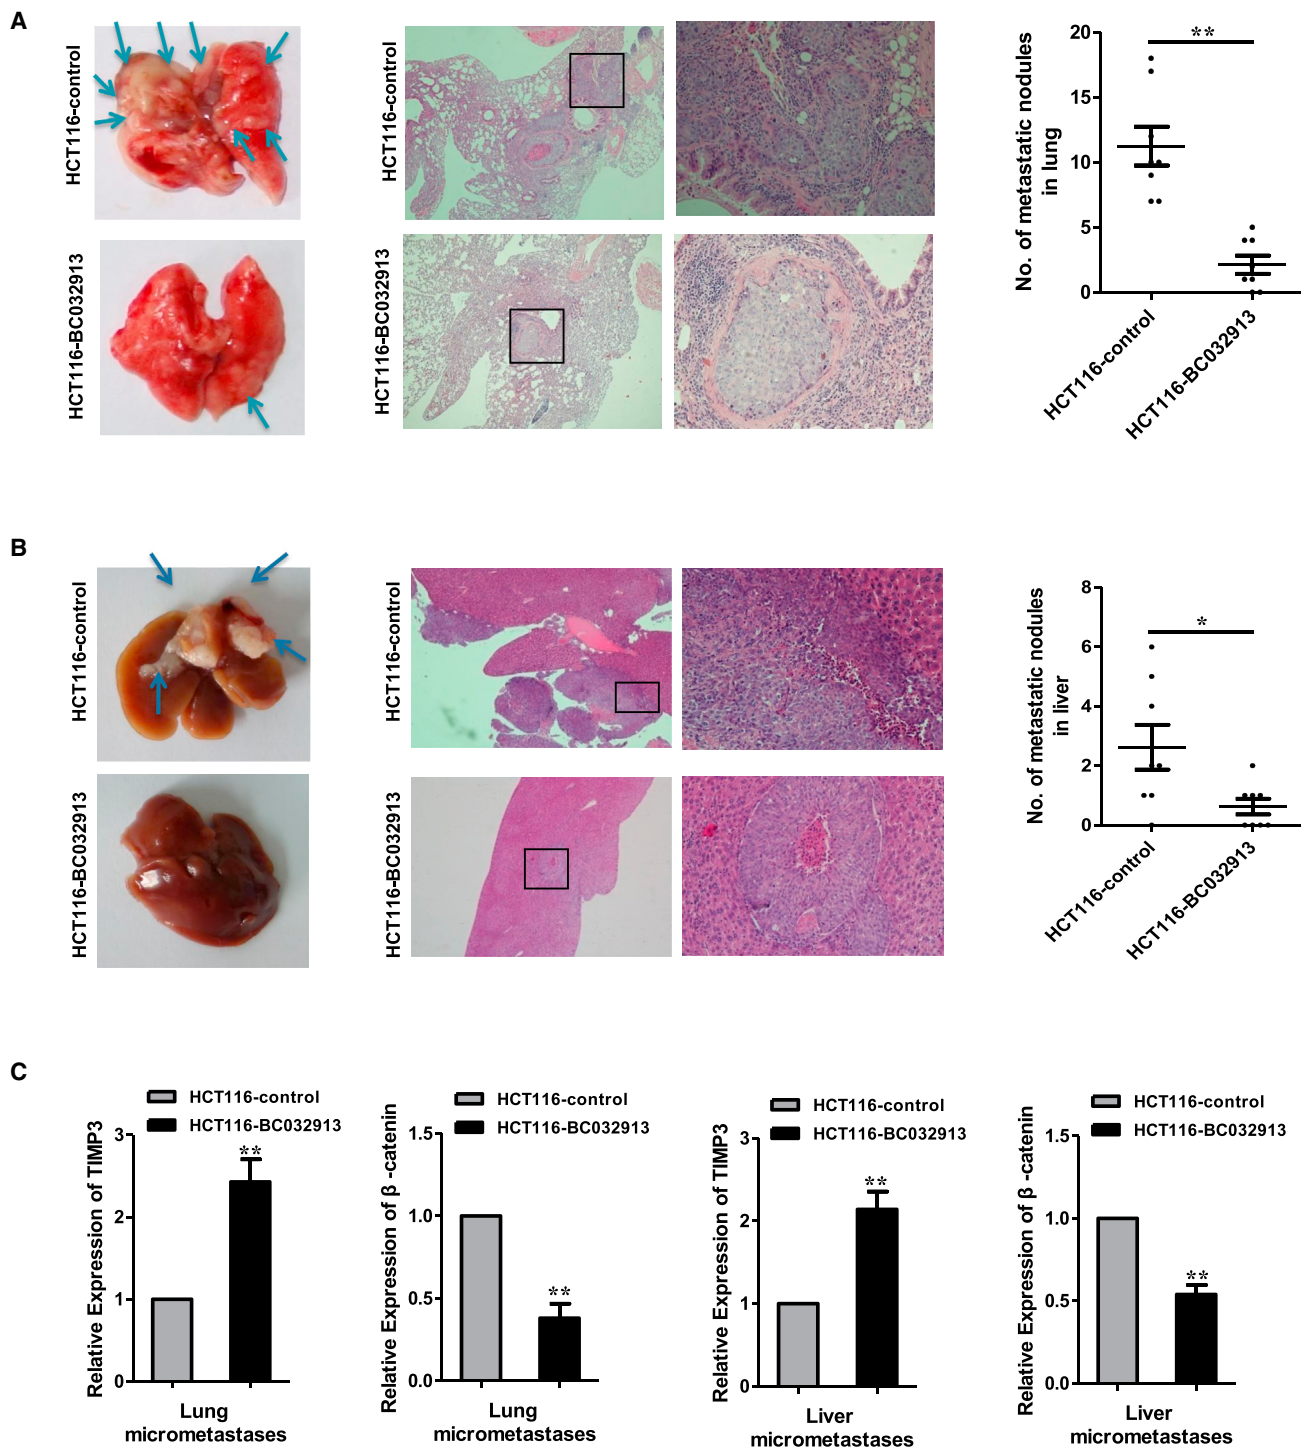 A
HCT116-control
HCT116-BC032913
HCT116-control
HCT116-BC032913
No. of metastatic nodules
in lung
20
15
10
5
0
**
HCT116-control
HCT116-BC032913
B
HCT116-control
HCT116-BC032913
HCT116-control
HCT116-BC032913
No. of metastatic nodules
in liver
8
6
4
2
0
*
HCT116-control
HCT116-BC032913
C
HCT116-control
HCT116-BC032913
Relative Expression of TIMP3
3
2
1
0
**
Lung
micrometastases
HCT116-control
HCT116-BC032913
Relative Expression of β -catenin
1.5
1.0
0.5
0.0
**
Lung
micrometastases
HCT116-control
HCT116-BC032913
Relative Expression of TIMP3
3
2
1
0
**
Liver
micrometastases
HCT116-control
HCT116-BC032913
Relative Expression of β -catenin
1.5
1.0
0.5
0.0
**
Liver
micrometastases